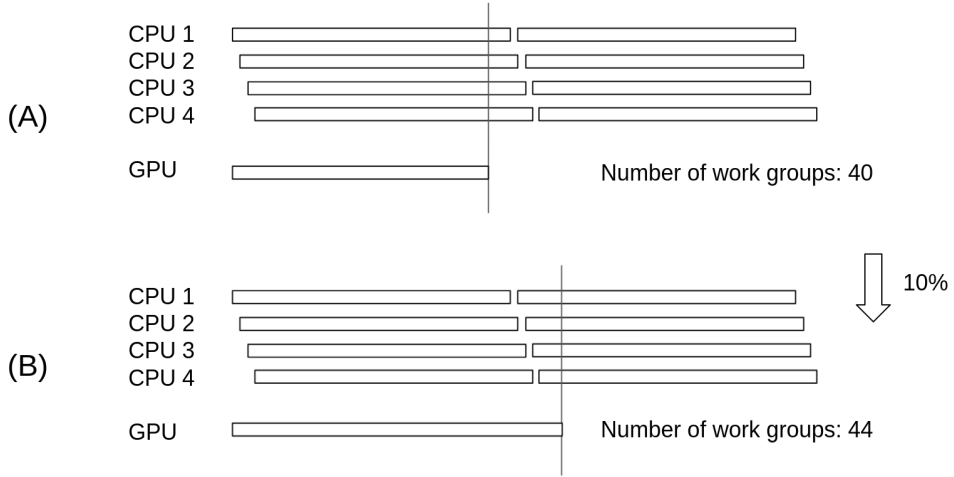 CPU 1
CPU 2
CPU 3
(A)
CPU 4
GPU
Number of work groups: 40
10%
CPU 1
CPU 2
CPU 3
(B)
CPU 4
GPU
Number of work groups: 44